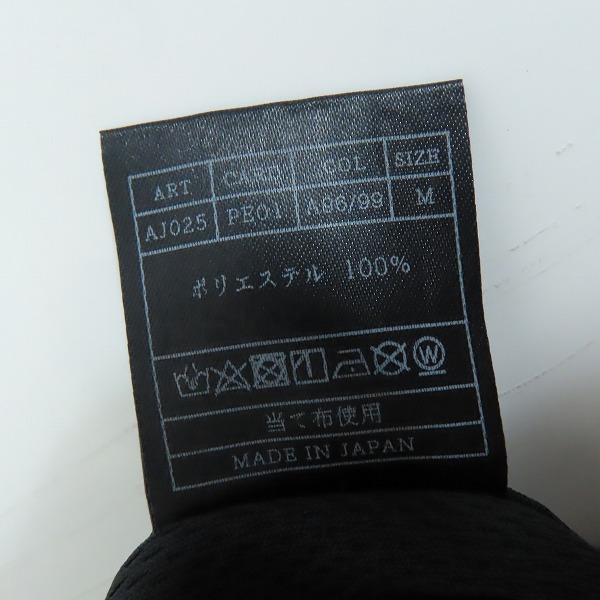 ART CARD COL SIZE
AJ025 PE01 A96/99 M
ポリエステル 100%
W
当て布使用
MADE IN JAPAN